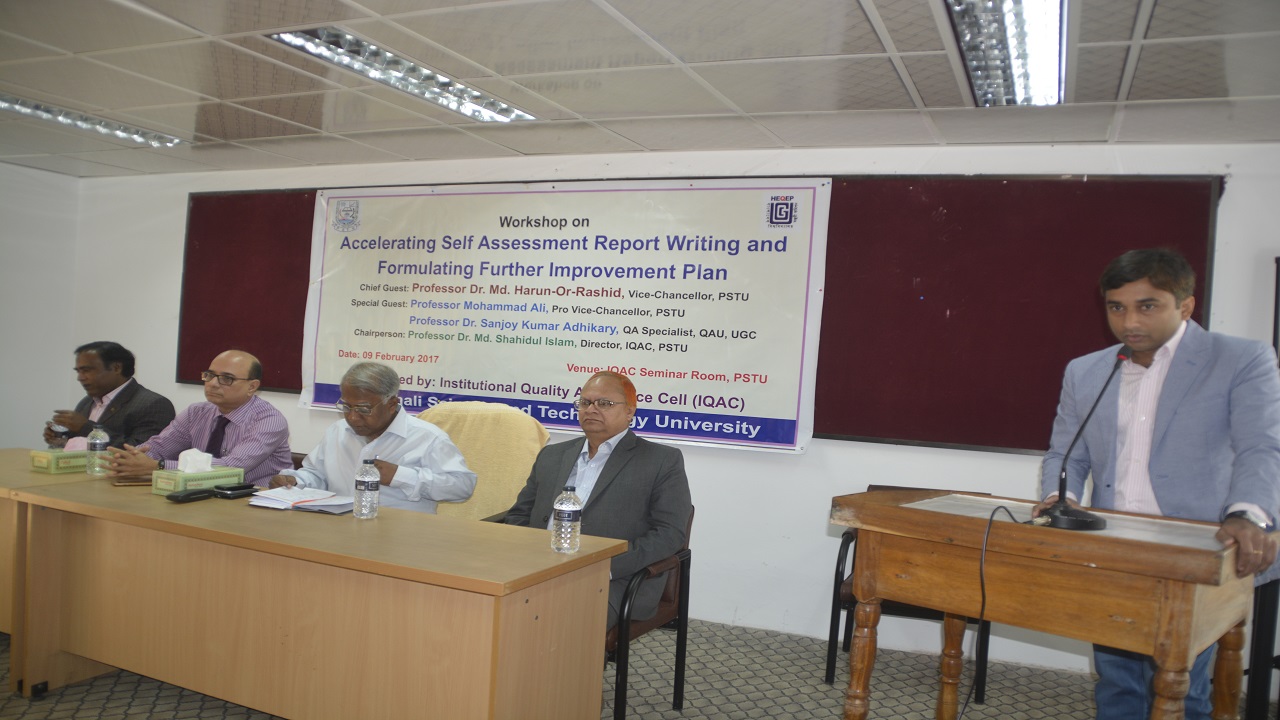 HEQEP
Workshop on
Accelerating Self Assessment Report Writing and
Formulating Further Improvement Plan
Chief Guest: Professor Dr. Md. Harun-Or-Rashid, Vice-Chancellor, PSTU
Special Guest: Professor Mohammad Ali, Pro Vice-Chancellor, PSTU
Professor Dr. Sanjoy Kumar Adhikary, QA Specialist, QAU, UGC
Chairperson: Professor Dr. Md. Shahidul Islam, Director, IQAC, PSTU
Date: 09 February 2017
Venue: IQAC Seminar Room, PSTU
by: Institutional Quality Cell (IQAC)
University